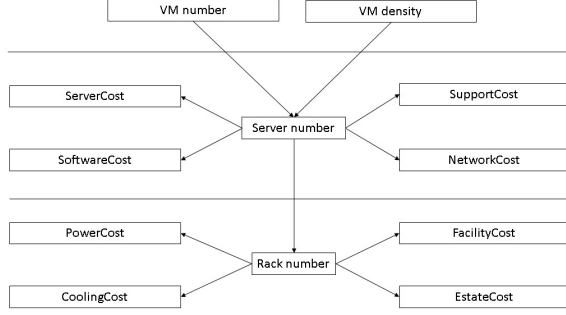 VM number
VM density
ServerCost
SupportCost
Server number
SoftwareCost
NetworkCost
PowerCost
FacilityCost
Rack number
CoolingCost
EstateCost